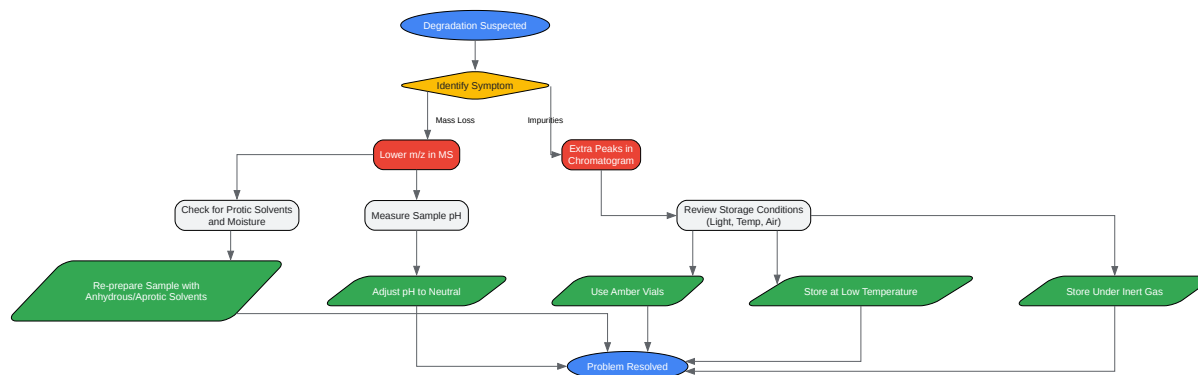 Degradation Suspected
Identify Symptom
Mass Loss
Impurities
Lower m/z in MS
Extra Peaks in
Chromatogram
Check for Protic Solvents
and Moisture
Measure Sample pH
Review Storage Conditions
(Light, Temp, Air)
Re-prepare Sample with
Anhydrous/Aprotic Solvents
Adjust pH to Neutral
Use Amber Vials
Store at Low Temperature
Store Under Inert Gas
Problem Resolved